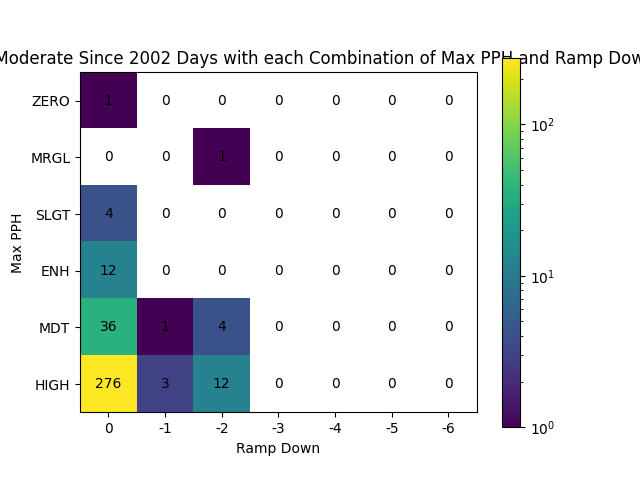 Moderate Since 2002 Days with each Combination of Max PPH and Ramp Dow
ZERO 1 0 0 0 0 0 0
MRGL 0 0 1 0 0 0 0
SLGT 4 0 0 0 0 0 0
ENH 12 0 0 0 0 0 0
MDT 36 1 4 0 0 0 0
HIGH 276 3 12 0 0 0 0
0 -1 -2 -3 -4 -5 -6
Ramp Down
Max PPH
10²
10¹
10⁰